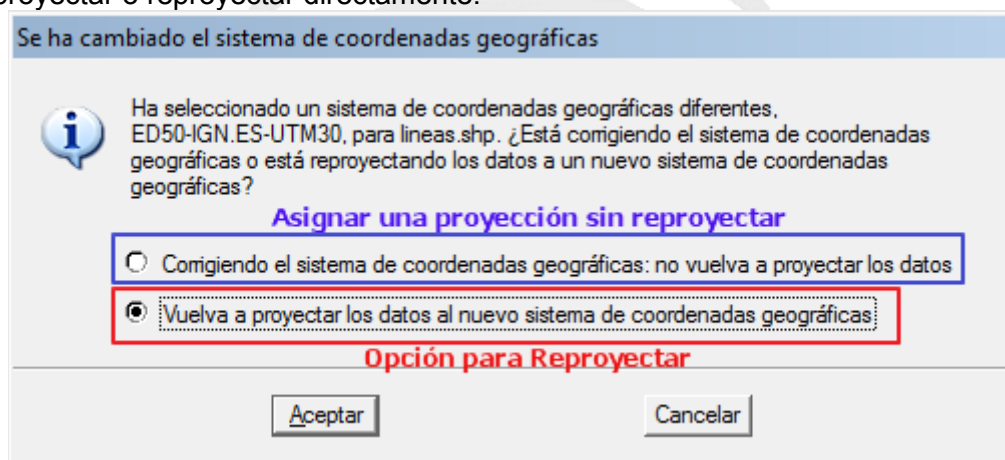 proyectar o reproyectar directamente.
Se ha cambiado el sistema de coordenadas geográficas
Ha seleccionado un sistema de coordenadas geográficas diferentes,
ED50-IGN.ES-UTM30, para lineas.shp. ¿Está corrigiendo el sistema de coordenadas
geográficas o está reproyectando los datos a un nuevo sistema de coordenadas
geográficas?
Asignar una proyección sin reproyectar
Corrigiendo el sistema de coordenadas geográficas: no vuelva a proyectar los datos
Vuelva a proyectar los datos al nuevo sistema de coordenadas geográficas
Opción para Reproyectar
Aceptar Cancelar